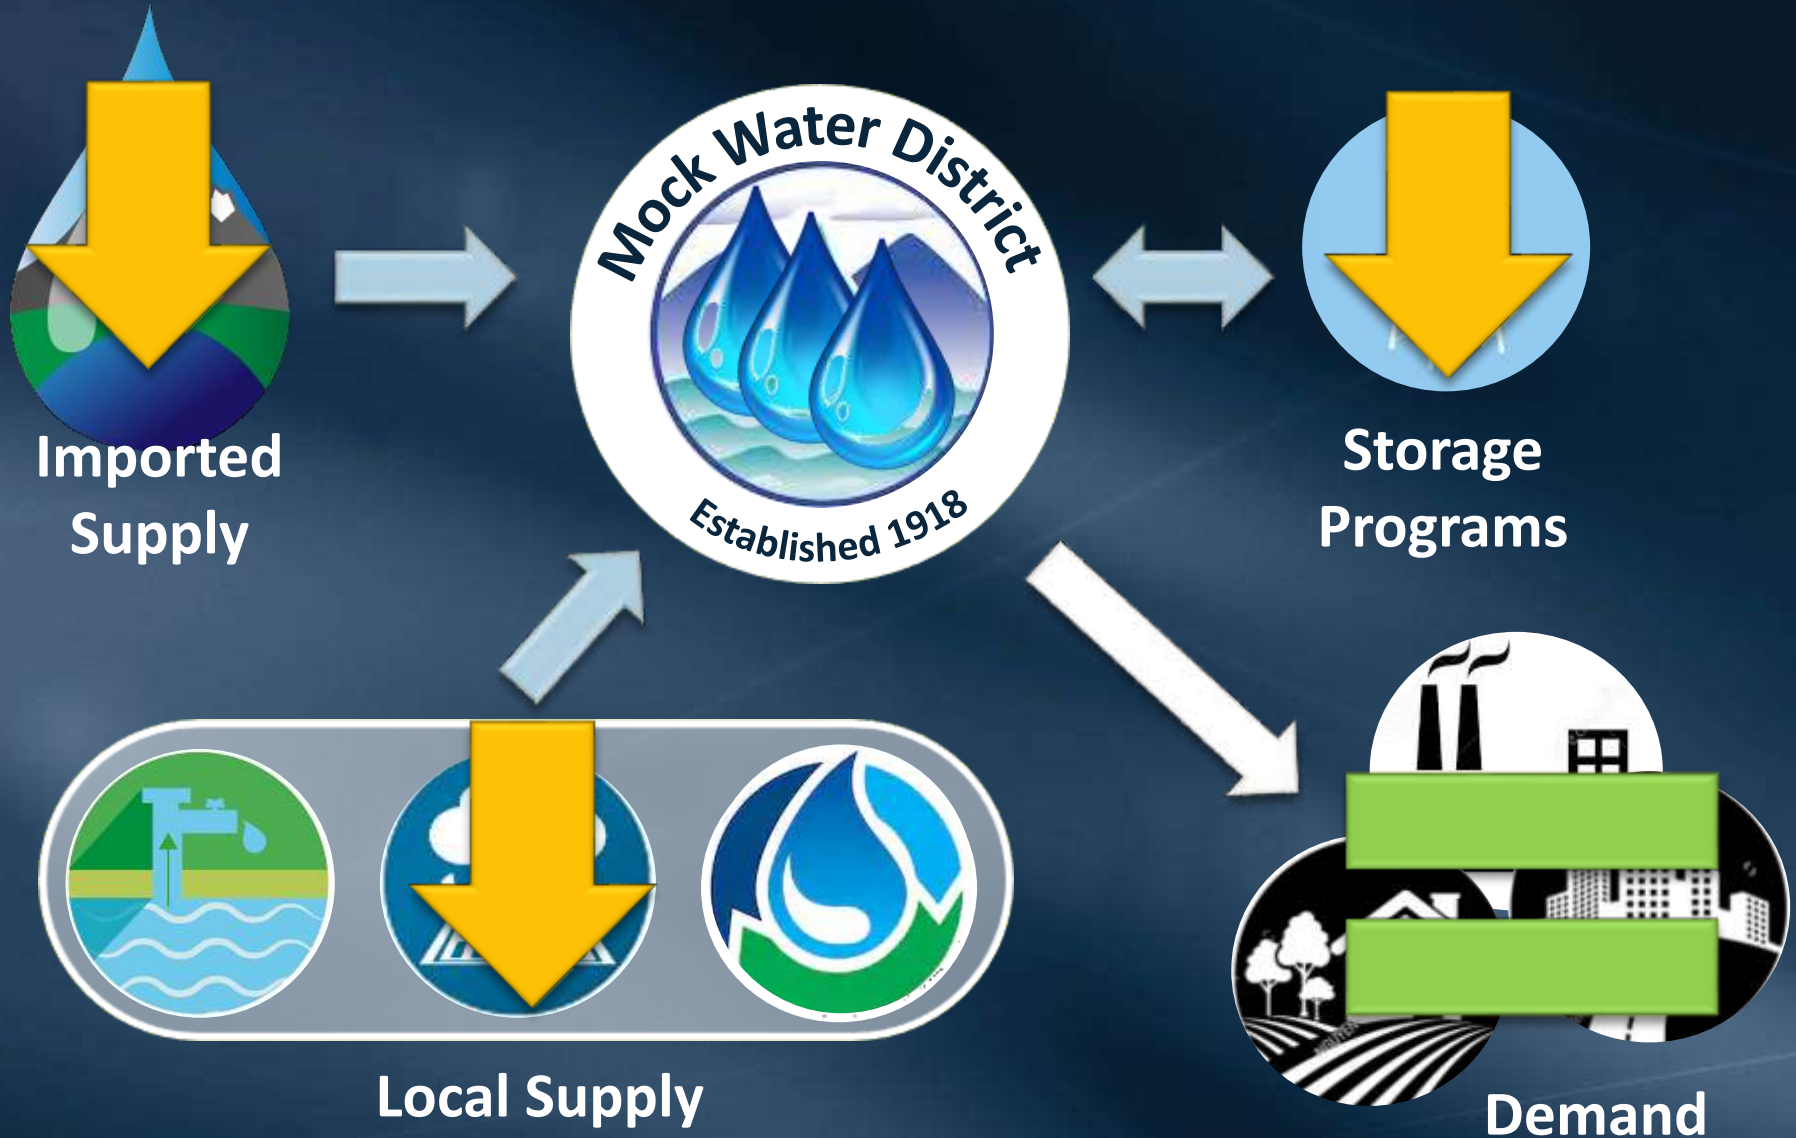 Mock Water District
Established 1918
Imported
Supply
Storage
Programs
Local Supply
Demand